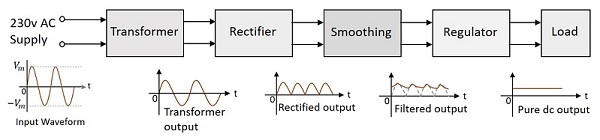 230v AC
Supply
Transformer
Rectifier
Smoothing
Regulator
Load
Vm
0
−Vm
t
Input Waveform
0
t
Transformer
output
0
t
Rectified output
0
t
Filtered output
0
t
Pure dc output